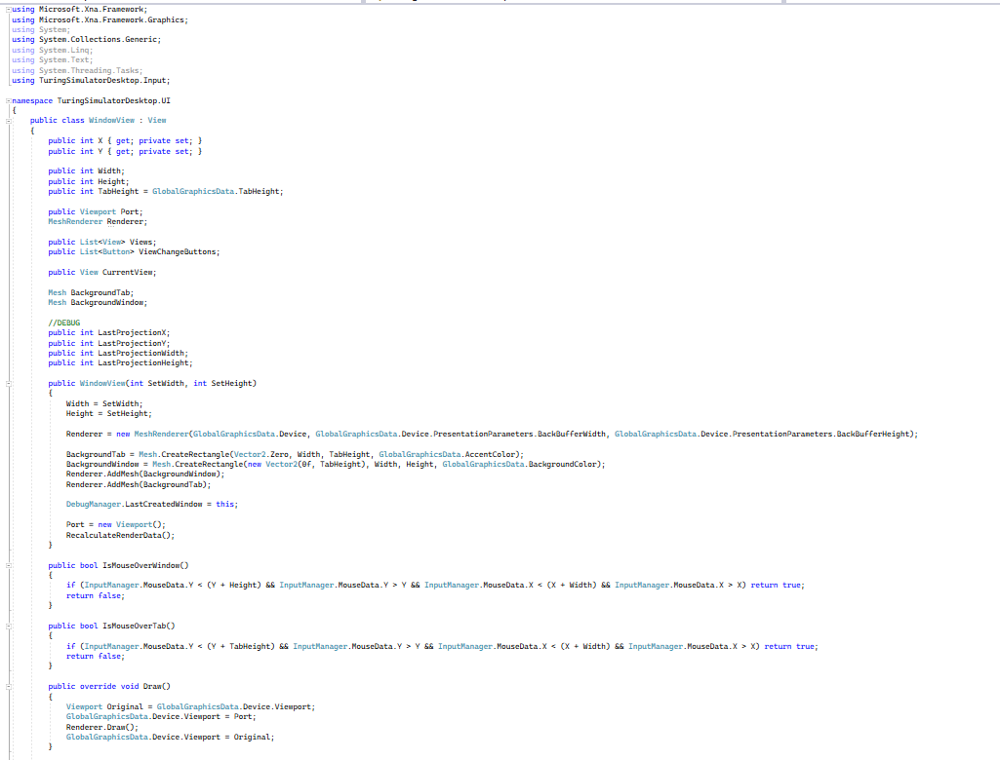 using Microsoft.Xna.Framework;
using Microsoft.Xna.Framework.Graphics;
using System;
using System.Collections.Generic;
using System.Linq;
using System.Text;
using System.Threading.Tasks;
using TuringSimulatorDesktop.Input;
namespace TuringSimulatorDesktop.UI
{
public class WindowView : View
{
public int X { get; private set; }
public int Y { get; private set; }
public int Width;
public int Height;
public int TabHeight = GlobalGraphicsData.TabHeight;
public Viewport Port;
MeshRenderer Renderer;
public List<View> Views;
public List<Button> ViewChangeButtons;
public View CurrentView;
Mesh BackgroundTab;
Mesh BackgroundWindow;
//DEBUG
public int LastProjectionX;
public int LastProjectionY;
public int LastProjectionWidth;
public int LastProjectionHeight;
public WindowView(int SetWidth, int SetHeight)
{
Width = SetWidth;
Height = SetHeight;
Renderer = new MeshRenderer(GlobalGraphicsData.Device, GlobalGraphicsData.Device.PresentationParameters.BackBufferWidth, GlobalGraphicsData.Device.PresentationParameters.BackBufferHeight);
BackgroundTab = Mesh.CreateRectangle(Vector2.Zero, Width, TabHeight, GlobalGraphicsData.AccentColor);
BackgroundWindow = Mesh.CreateRectangle(new Vector2(0f, TabHeight), Width, Height, GlobalGraphicsData.BackgroundColor);
Renderer.AddMesh(BackgroundWindow);
Renderer.AddMesh(BackgroundTab);
DebugManager.LastCreatedWindow = this;
Port = new Viewport();
RecalculateRenderData();
}
public bool IsMouseOverWindow()
{
if (InputManager.MouseData.Y < (Y + Height) && InputManager.MouseData.Y > Y && InputManager.MouseData.X < (X + Width) && InputManager.MouseData.X > X) return true;
return false;
}
public bool IsMouseOverTab()
{
if (InputManager.MouseData.Y < (Y + TabHeight) && InputManager.MouseData.Y > Y && InputManager.MouseData.X < (X + Width) && InputManager.MouseData.X > X) return true;
return false;
}
public override void Draw()
{
Viewport Original = GlobalGraphicsData.Device.Viewport;
GlobalGraphicsData.Device.Viewport = Port;
Renderer.Draw();
GlobalGraphicsData.Device.Viewport = Original;
}